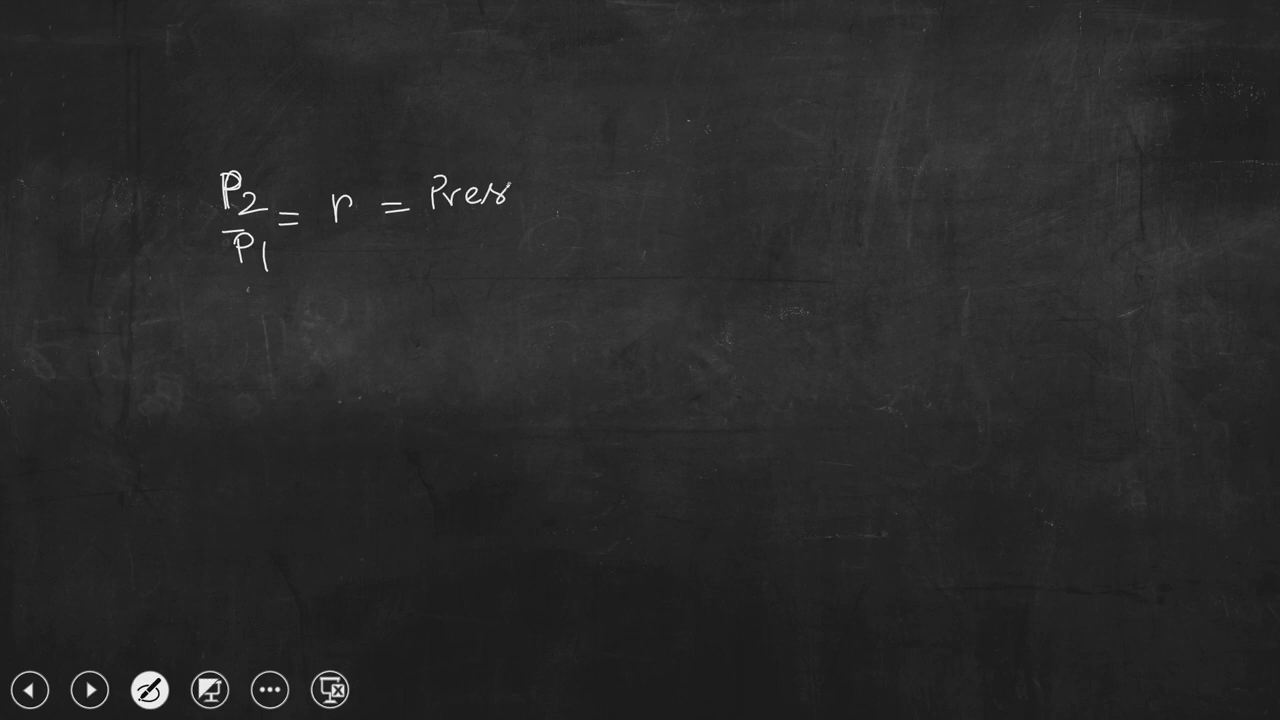 P2/P1 = r = Pres